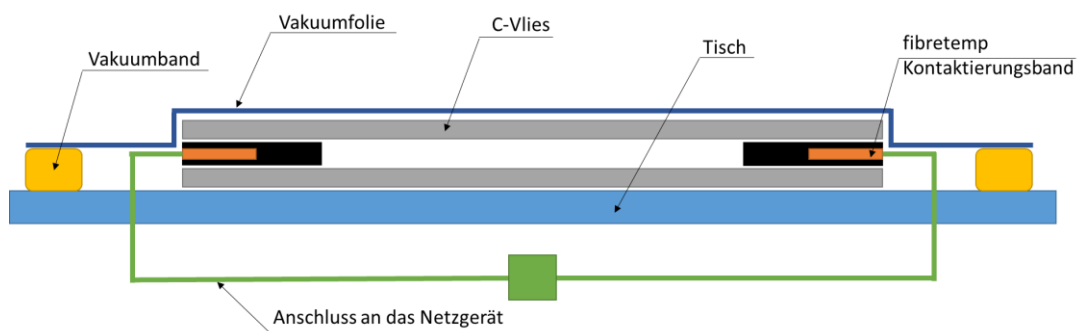 Vakuumfolie
C-Vlies
Vakuumband
Tisch
fibretemp
Kontaktierungsband
Anschluss an das Netzgerät